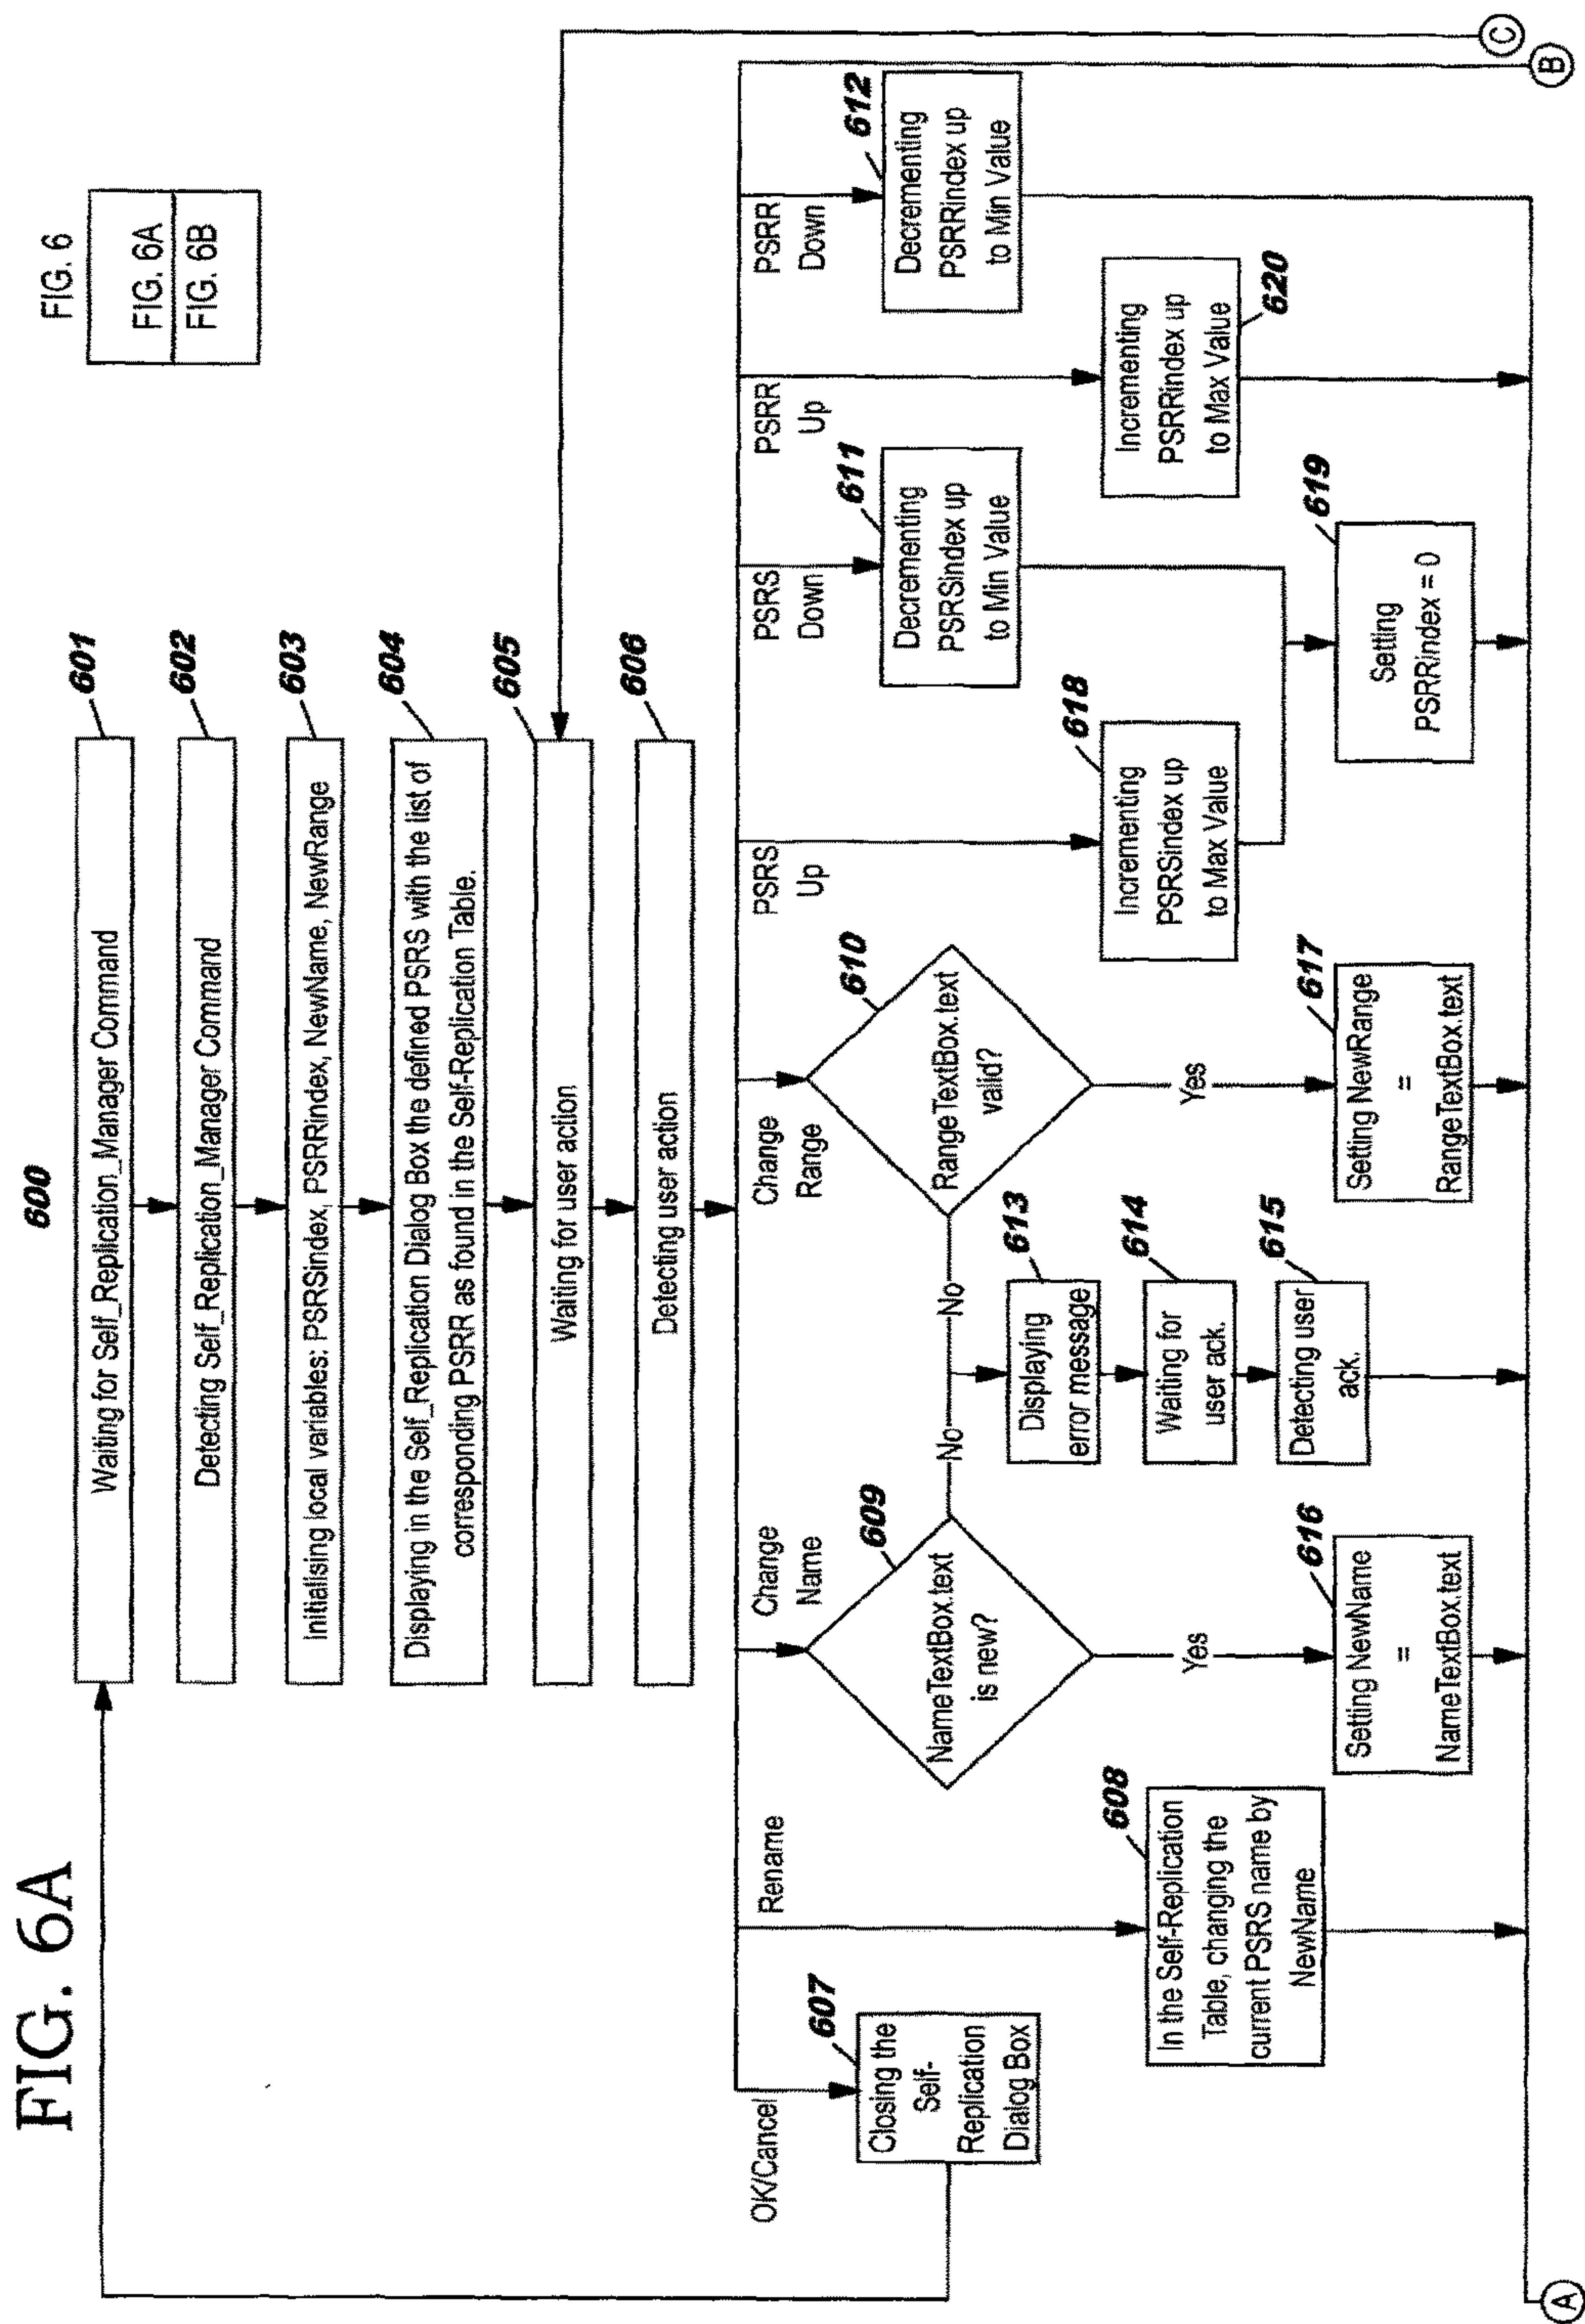 FIG. 6A
FIG. 6
FIG. 6A
FIG. 6B
600
601
Waiting for Self_Replication_Manager Command
602
Detecting Self_Replication_Manager Command
603
Initialising local variables: PSRSindex, PSRRindex, NewName, NewRange
604
Displaying in the Self_Replication Dialog Box the defined PSRS with the list of
corresponding PSRR as found in the Self-Replication Table.
605
Waiting for user action
606
Detecting user action
OK/Cancel
607
Closing the
Self-
Replication
Dialog Box
Rename
608
In the Self-Replication
Table, changing the
current PSRS name by
NewName
Change
Name
609
NameTextBox.text
is new?
No
Yes
616
Setting NewName
=
NameTextBox.text
613
Displaying
error message
614
Waiting for
user ack.
615
Detecting user
ack.
Change
Range
610
RangeTextBox.text
valid?
No
Yes
617
Setting NewRange
=
RangeTextBox.text
PSRS
Up
618
Incrementing
PSRSindex up
to Max Value
PSRS
Down
611
Decrementing
PSRSindex up
to Min Value
619
Setting
PSRRindex = 0
PSRR
Up
Incrementing
PSRRindex up
to Max Value
620
PSRR
Down
612
Decrementing
PSRRindex up
to Min Value
A
B
C